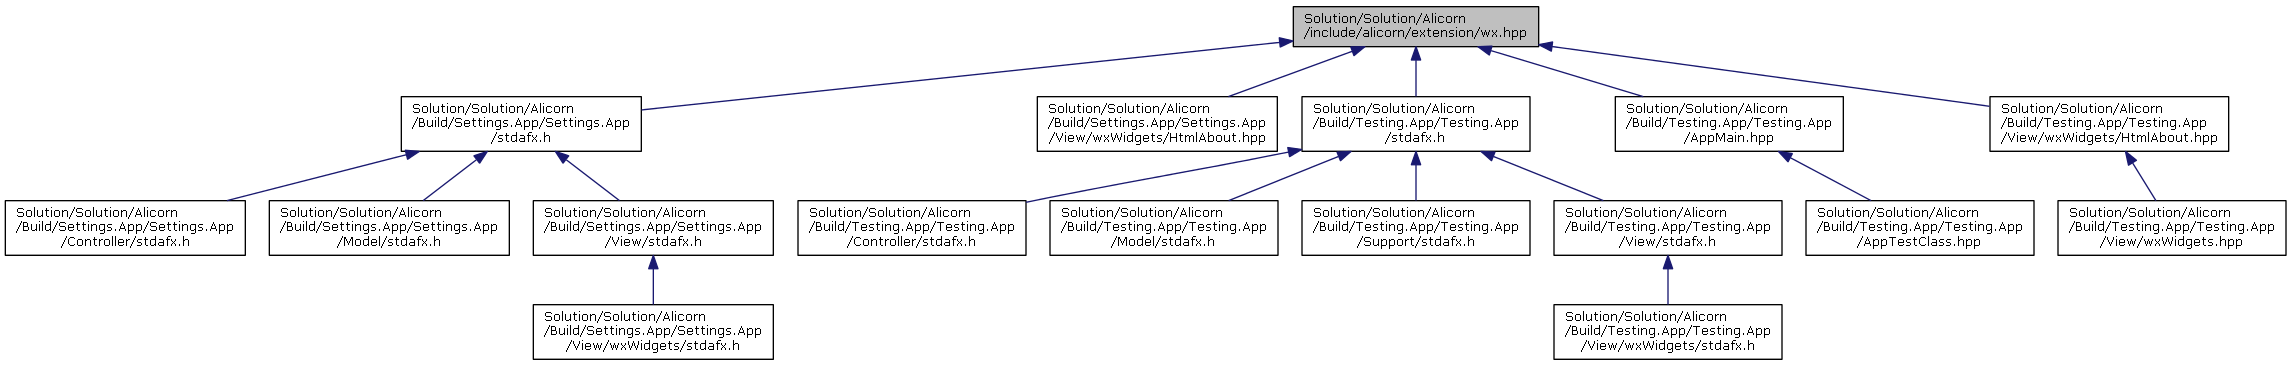 Solution/Solution/Alicorn
/include/alicorn/extension/wx.hpp
Solution/Solution/Alicorn
/Build/Settings.App/Settings.App
/stdafx.h
Solution/Solution/Alicorn
/Build/Settings.App/Settings.App
/View/wxWidgets/HtmlAbout.hpp
Solution/Solution/Alicorn
/Build/Testing.App/Testing.App
/stdafx.h
Solution/Solution/Alicorn
/Build/Testing.App/Testing.App
/AppMain.hpp
Solution/Solution/Alicorn
/Build/Testing.App/Testing.App
/View/wxWidgets/HtmlAbout.hpp
Solution/Solution/Alicorn
/Build/Settings.App/Settings.App
/Controller/stdafx.h
Solution/Solution/Alicorn
/Build/Settings.App/Settings.App
/Model/stdafx.h
Solution/Solution/Alicorn
/Build/Settings.App/Settings.App
/View/stdafx.h
Solution/Solution/Alicorn
/Build/Testing.App/Testing.App
/Controller/stdafx.h
Solution/Solution/Alicorn
/Build/Testing.App/Testing.App
/Model/stdafx.h
Solution/Solution/Alicorn
/Build/Testing.App/Testing.App
/Support/stdafx.h
Solution/Solution/Alicorn
/Build/Testing.App/Testing.App
/View/stdafx.h
Solution/Solution/Alicorn
/Build/Testing.App/Testing.App
/AppTestClass.hpp
Solution/Solution/Alicorn
/Build/Testing.App/Testing.App
/View/wxWidgets.hpp
Solution/Solution/Alicorn
/Build/Settings.App/Settings.App
/View/wxWidgets/stdafx.h
Solution/Solution/Alicorn
/Build/Testing.App/Testing.App
/View/wxWidgets/stdafx.h